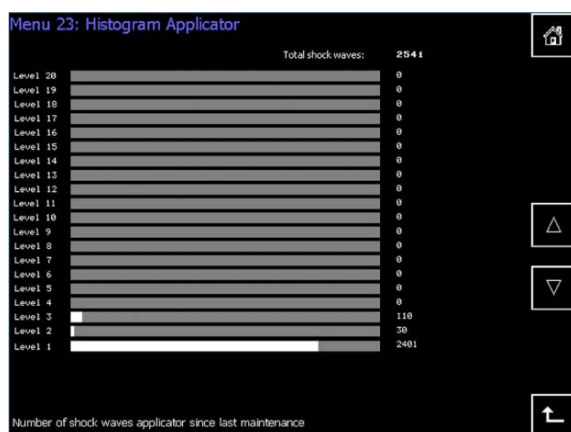 Menu 23: Histogram Applicator
Total shock waves: 2541
Level 20 0
Level 19 0
Level 18 0
Level 17 0
Level 16 0
Level 15 0
Level 14 0
Level 13 0
Level 12 0
Level 11 0
Level 10 0
Level 9 0
Level 8 0
Level 7 0
Level 6 0
Level 5 0
Level 4 0
Level 3 110
Level 2 30
Level 1 2401
Number of shock waves applicator since last maintenance